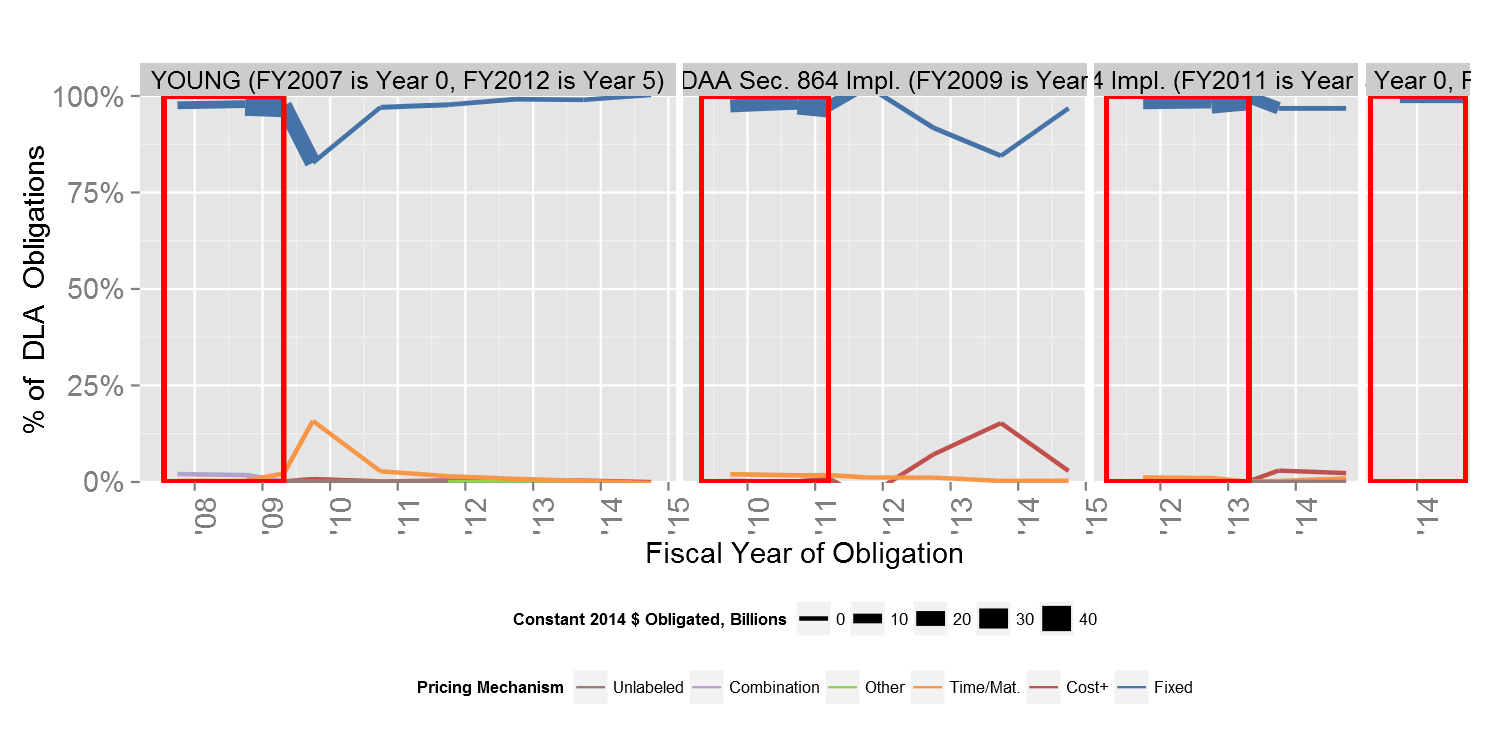 YOUNG (FY2007 is Year 0, FY2012 is Year 5)
DAA Sec. 864 Impl. (FY2009 is Year
4 Impl. (FY2011 is Year
Year 0, F
100%
75%
50%
25%
0%
% of DLA Obligations
'08 '09 '10 '11 '12 '13 '14 '15
'10 '11 '12 '13 '14 '15
'12 '13 '14
'14
Fiscal Year of Obligation
Constant 2014 $ Obligated, Billions 0 10 20 30 40
Pricing Mechanism Unlabeled Combination Other Time/Mat. Cost+ Fixed